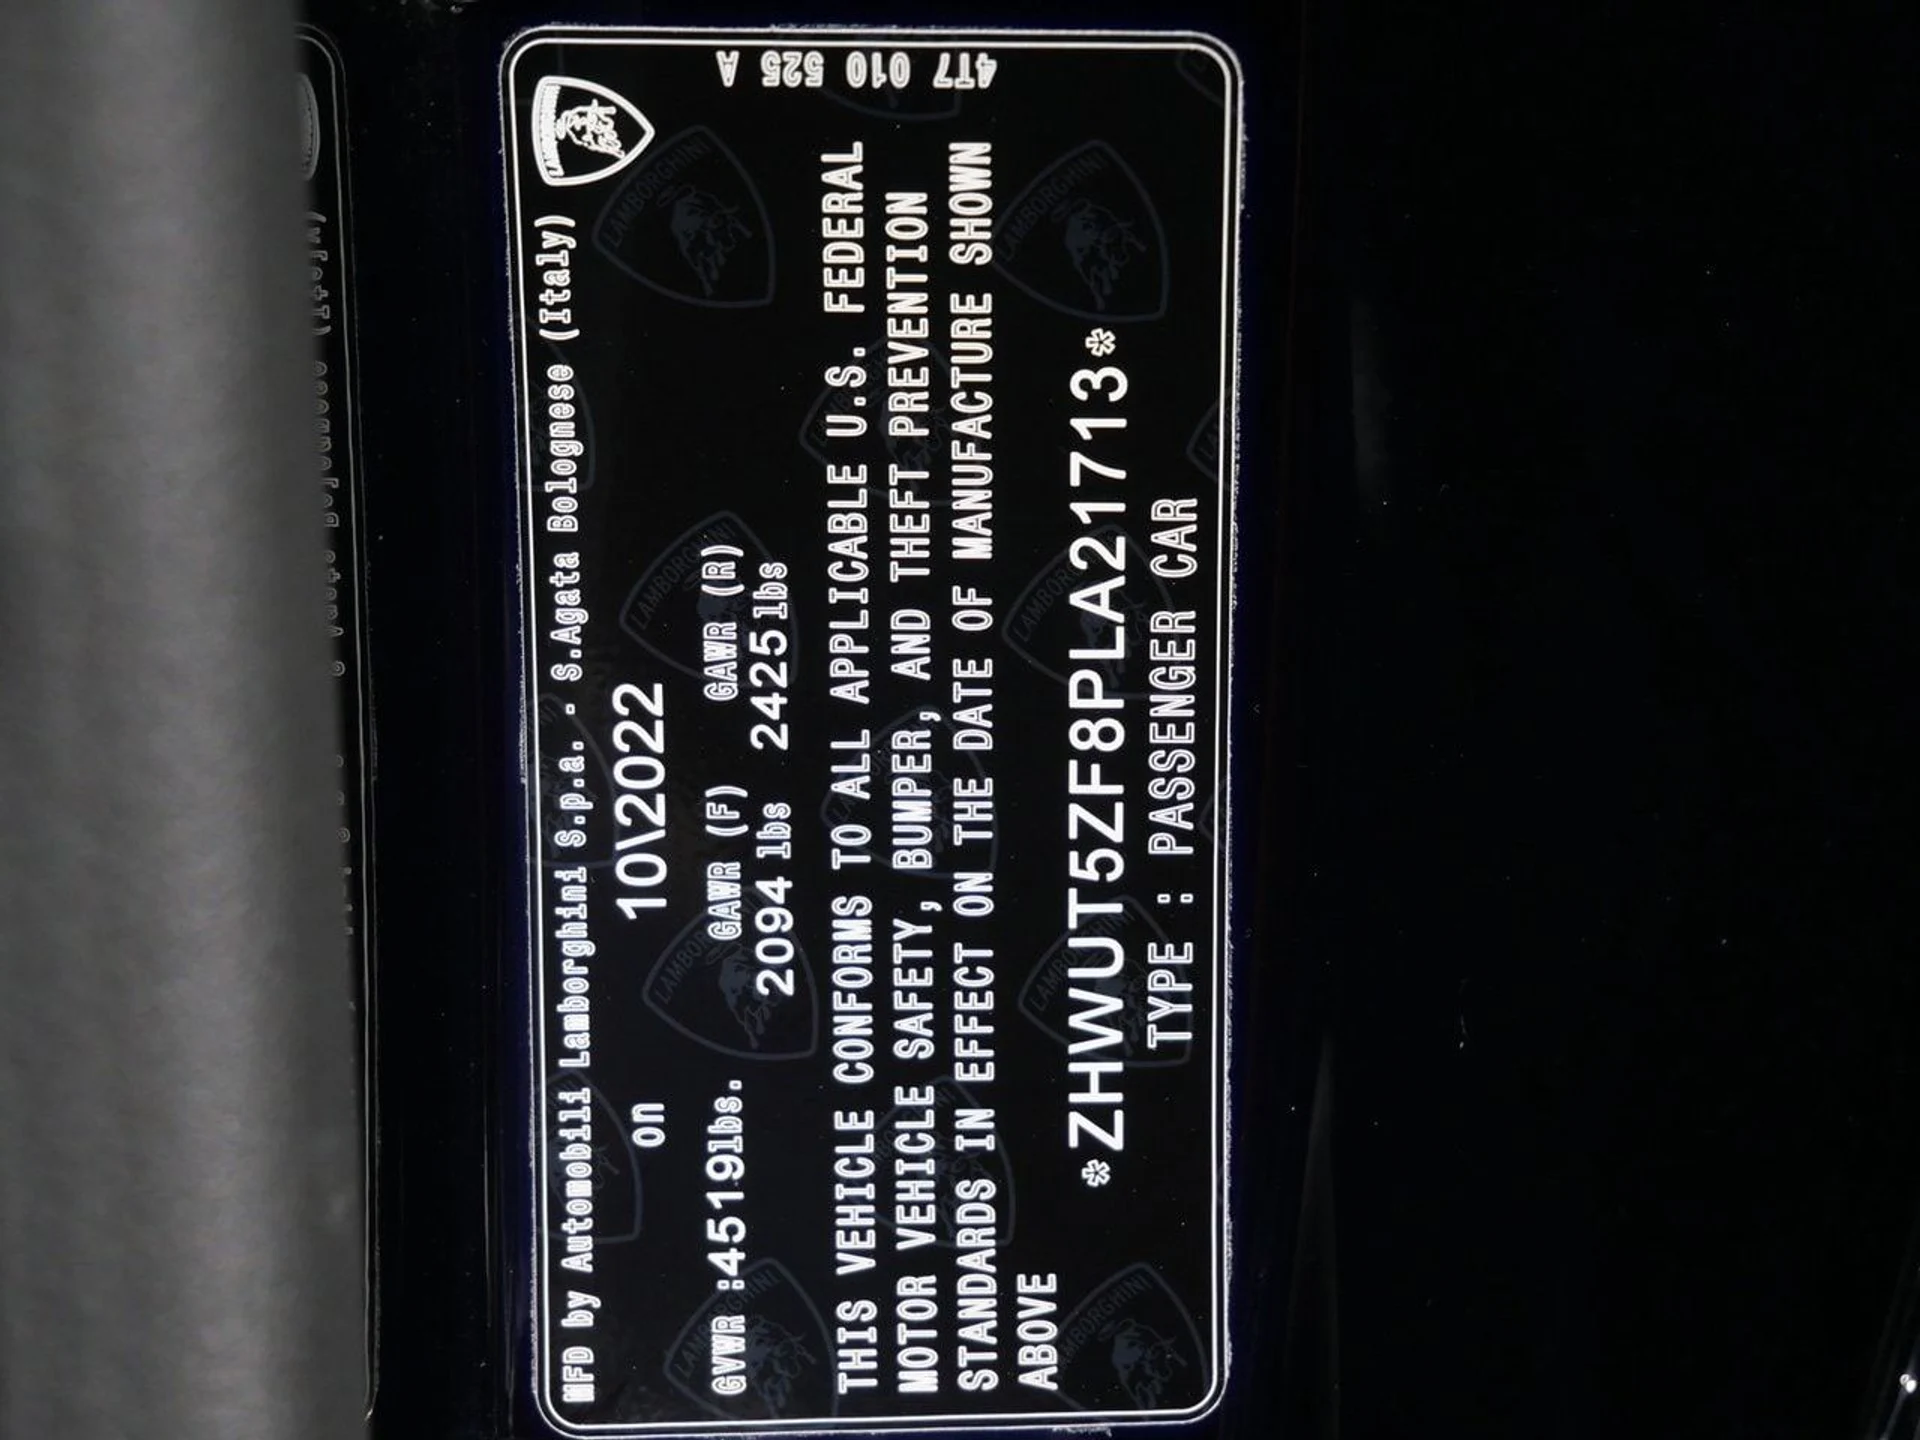 MFD by Automobili Lamborghini S.p.a. - S.Agata Bolognese (Italy)
LAMBORGHINI
on 10\2022
GVWR :4519lbs. GAWR (F) GAWR (R)
2094 lbs 2425lbs
THIS VEHICLE CONFORMS TO ALL APPLICABLE U.S. FEDERAL
MOTOR VEHICLE SAFETY, BUMPER, AND THEFT PREVENTION
STANDARDS IN EFFECT ON THE DATE OF MANUFACTURE SHOWN
ABOVE
*ZHWUT5ZF8PLA21713*
TYPE : PASSENGER CAR
4T7 010 525 A